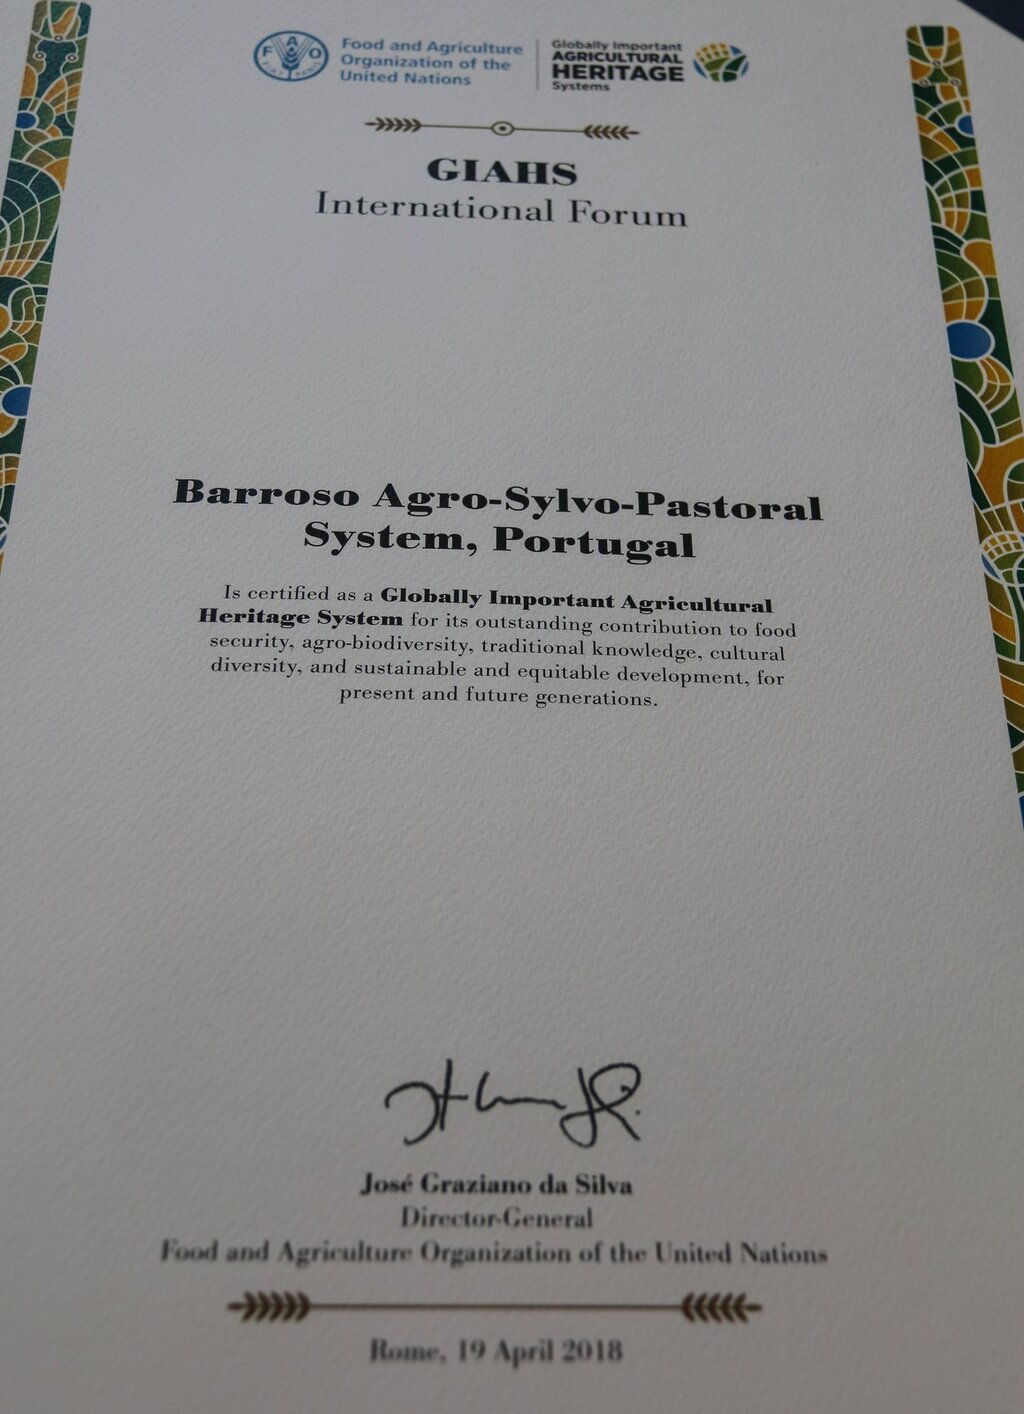 FAO
FIAT PANIS
Food and Agriculture
Organization of the
United Nations
Globally Important
AGRICULTURAL
HERITAGE
Systems
GIAHS
International Forum
Barroso Agro-Sylvo-Pastoral
System, Portugal
Is certified as a Globally Important Agricultural
Heritage System for its outstanding contribution to food
security, agro-biodiversity, traditional knowledge, cultural
diversity, and sustainable and equitable development, for
present and future generations.
José Graziano da Silva
Director-General
Food and Agriculture Organization of the United Nations
Rome, 19 April 2018